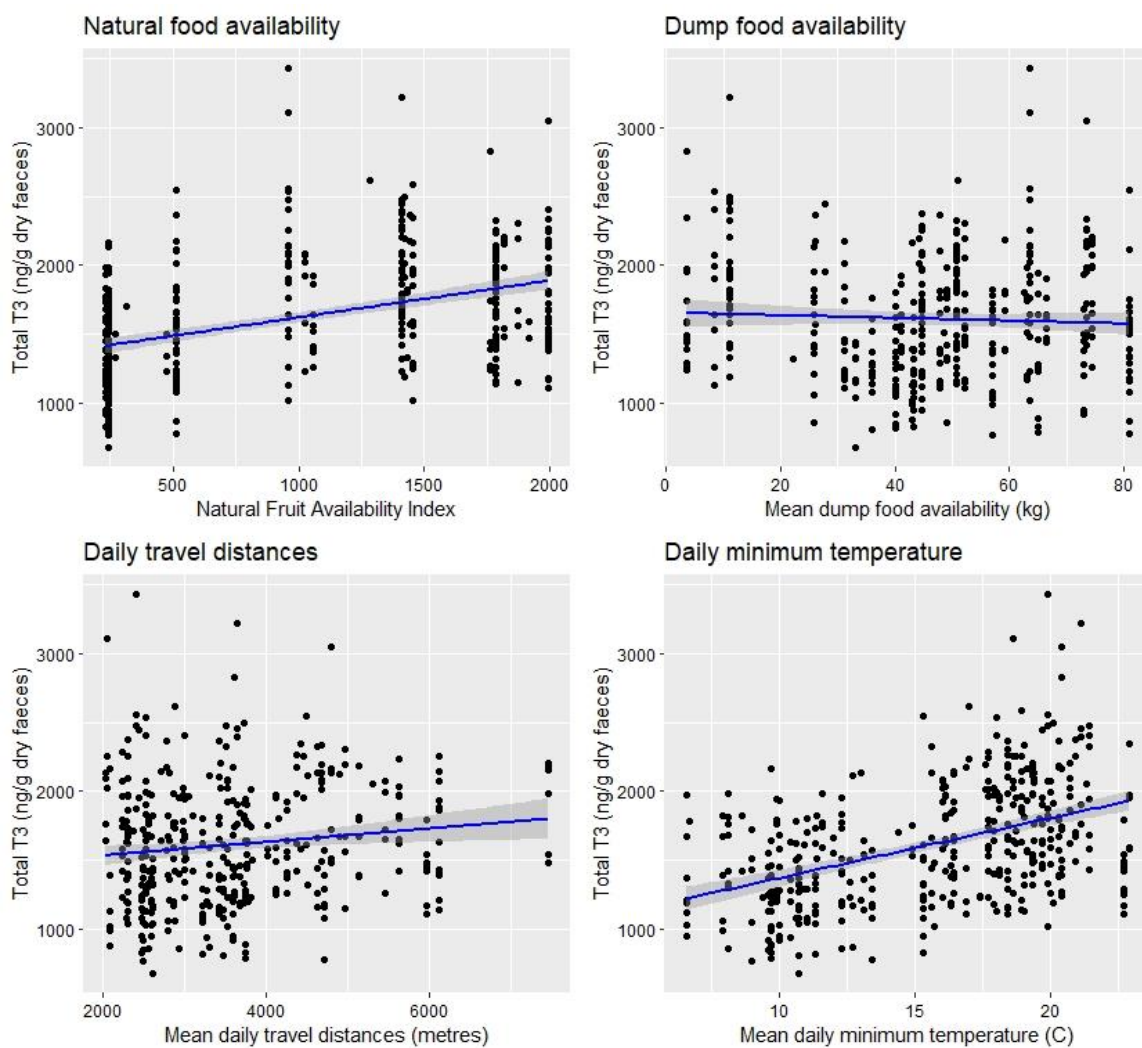 Natural food availability
Total T3 (ng/g dry faeces)
3000
2000
1000
500
1000
1500
2000
Natural Fruit Availability Index
Dump food availability
Total T3 (ng/g dry faeces)
3000
2000
1000
0
20
40
60
80
Mean dump food availability (kg)
Daily travel distances
Total T3 (ng/g dry faeces)
3000
2000
1000
2000
4000
6000
Mean daily travel distances (metres)
Daily minimum temperature
Total T3 (ng/g dry faeces)
3000
2000
1000
10
15
20
Mean daily minimum temperature (C)